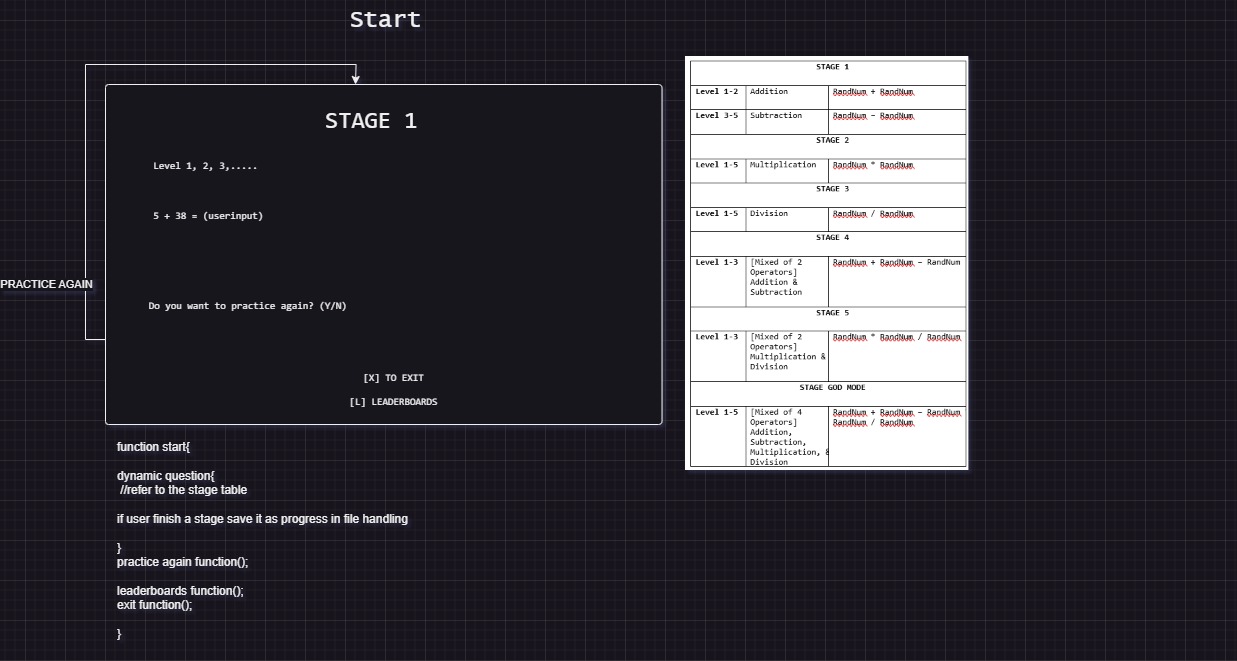 Start
STAGE 1
Level 1, 2, 3,.....
5 + 38 = (userinput)
PRACTICE AGAIN
Do you want to practice again? (Y/N)
[X] TO EXIT
[L] LEADERBOARDS
function start{
dynamic question{
//refer to the stage table
if user finish a stage save it as progress in file handling
}
practice again function();
leaderboards function();
exit function();
}
STAGE 1
Level 1-2 Addition RandNum + RandNum
Level 3-5 Subtraction RandNum – RandNum
STAGE 2
Level 1-5 Multiplication RandNum * RandNum
STAGE 3
Level 1-5 Division RandNum / RandNum
STAGE 4
Level 1-3 [Mixed of 2 RandNum + RandNum – RandNum
Operators]
Addition &
Subtraction
STAGE 5
Level 1-3 [Mixed of 2 RandNum * RandNum / RandNum
Operators]
Multiplication &
Division
STAGE GOD MODE
Level 1-5 [Mixed of 4 RandNum + RandNum – RandNum
Operators] RandNum / RandNum
Addition,
Subtraction,
Multiplication, &
Division